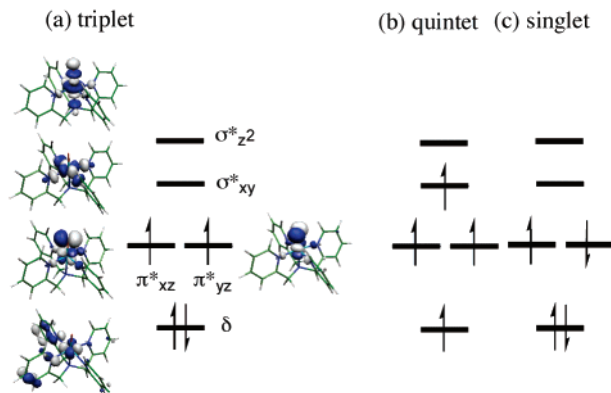 (a) triplet
(b) quintet
(c) singlet
σ*z2
σ*xy
π*xz
π*yz
δ